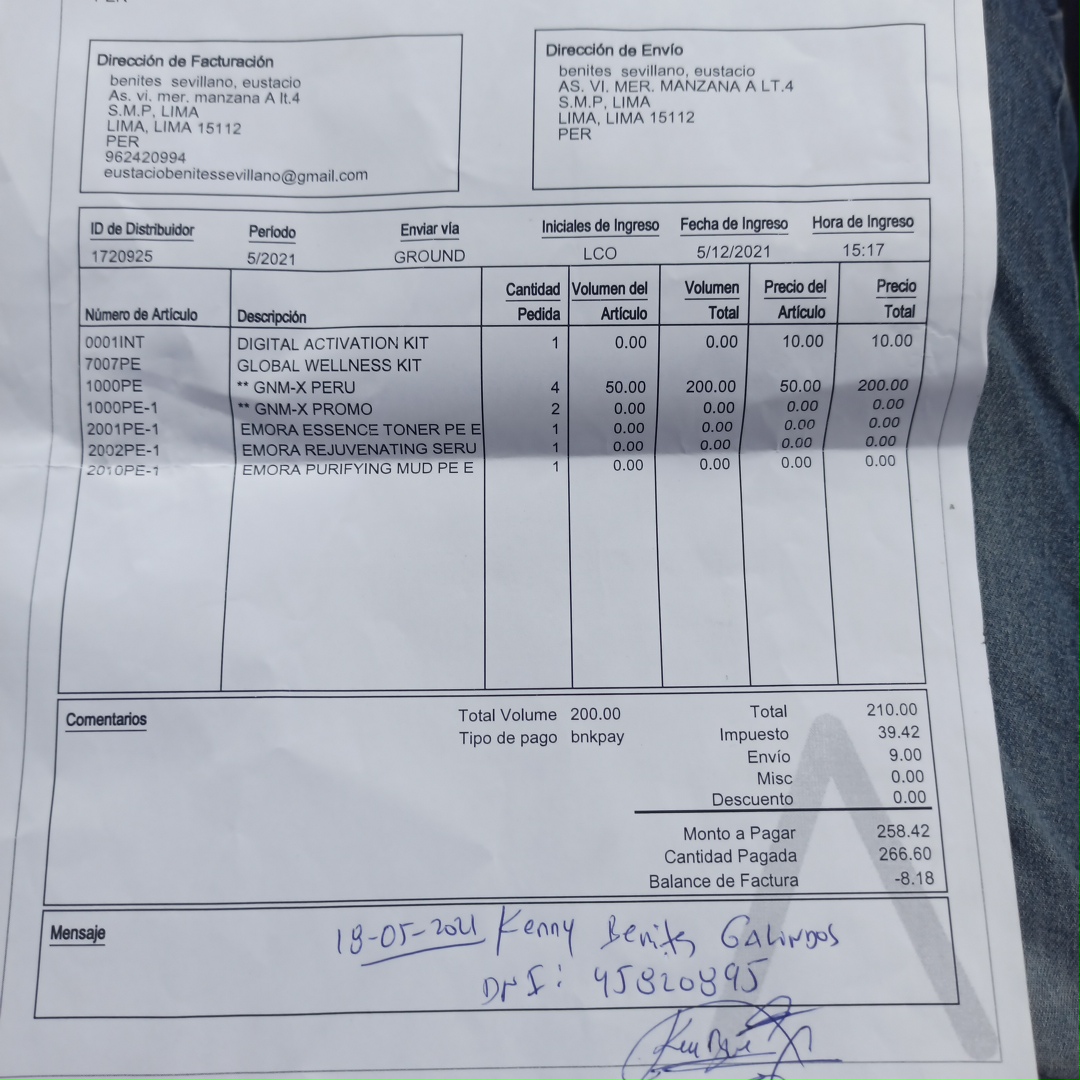 Dirección de Facturación
benites sevillano, eustacio
As. vi. mer. manzana A lt.4
S.M.P, LIMA
LIMA, LIMA 15112
PER
962420994
eustaciobenitessevillano@gmail.com
Dirección de Envío
benites sevillano, eustacio
AS. VI. MER. MANZANA A LT.4
S.M.P, LIMA
LIMA, LIMA 15112
PER
ID de Distribuidor Período Enviar vía Iniciales de Ingreso Fecha de Ingreso Hora de Ingreso
1720925 5/2021 GROUND LCO 5/12/2021 15:17
Número de Artículo Descripción Cantidad Pedida Volumen del Artículo Volumen Total Precio del Artículo Precio Total
0001INT DIGITAL ACTIVATION KIT 1 0.00 0.00 10.00 10.00
7007PE GLOBAL WELLNESS KIT
1000PE ** GNM-X PERU 4 50.00 200.00 50.00 200.00
1000PE-1 ** GNM-X PROMO 2 0.00 0.00 0.00 0.00
2001PE-1 EMORA ESSENCE TONER PE E 1 0.00 0.00 0.00 0.00
2002PE-1 EMORA REJUVENATING SERU 1 0.00 0.00 0.00 0.00
2010PE-1 EMORA PURIFYING MUD PE E 1 0.00 0.00 0.00 0.00
Comentarios
Total Volume 200.00
Tipo de pago bnkpay
Total 210.00
Impuesto 39.42
Envío 9.00
Misc 0.00
Descuento 0.00
Monto a Pagar 258.42
Cantidad Pagada 266.60
Balance de Factura -8.18
Mensaje
19-05-2021 Kenny Benites GALINDOS
DNI: 45820895